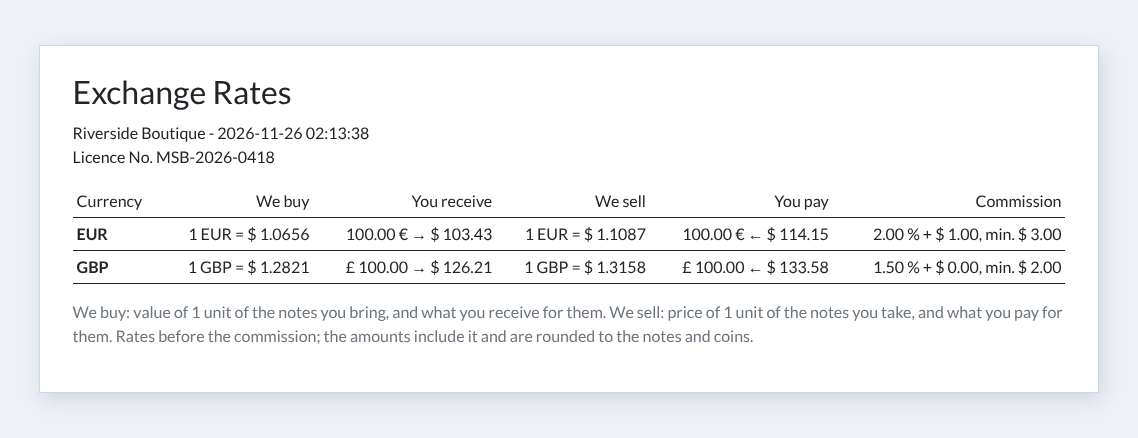 Exchange Rates
Riverside Boutique - 2026-11-26 02:13:38
Licence No. MSB-2026-0418
Currency We buy You receive We sell You pay Commission
EUR 1 EUR = $ 1.0656 100.00 € → $ 103.43 1 EUR = $ 1.1087 100.00 € ← $ 114.15 2.00 % + $ 1.00, min. $ 3.00
GBP 1 GBP = $ 1.2821 £ 100.00 → $ 126.21 1 GBP = $ 1.3158 £ 100.00 ← $ 133.58 1.50 % + $ 0.00, min. $ 2.00
We buy: value of 1 unit of the notes you bring, and what you receive for them. We sell: price of 1 unit of the notes you take, and what you pay for
them. Rates before the commission; the amounts include it and are rounded to the notes and coins.